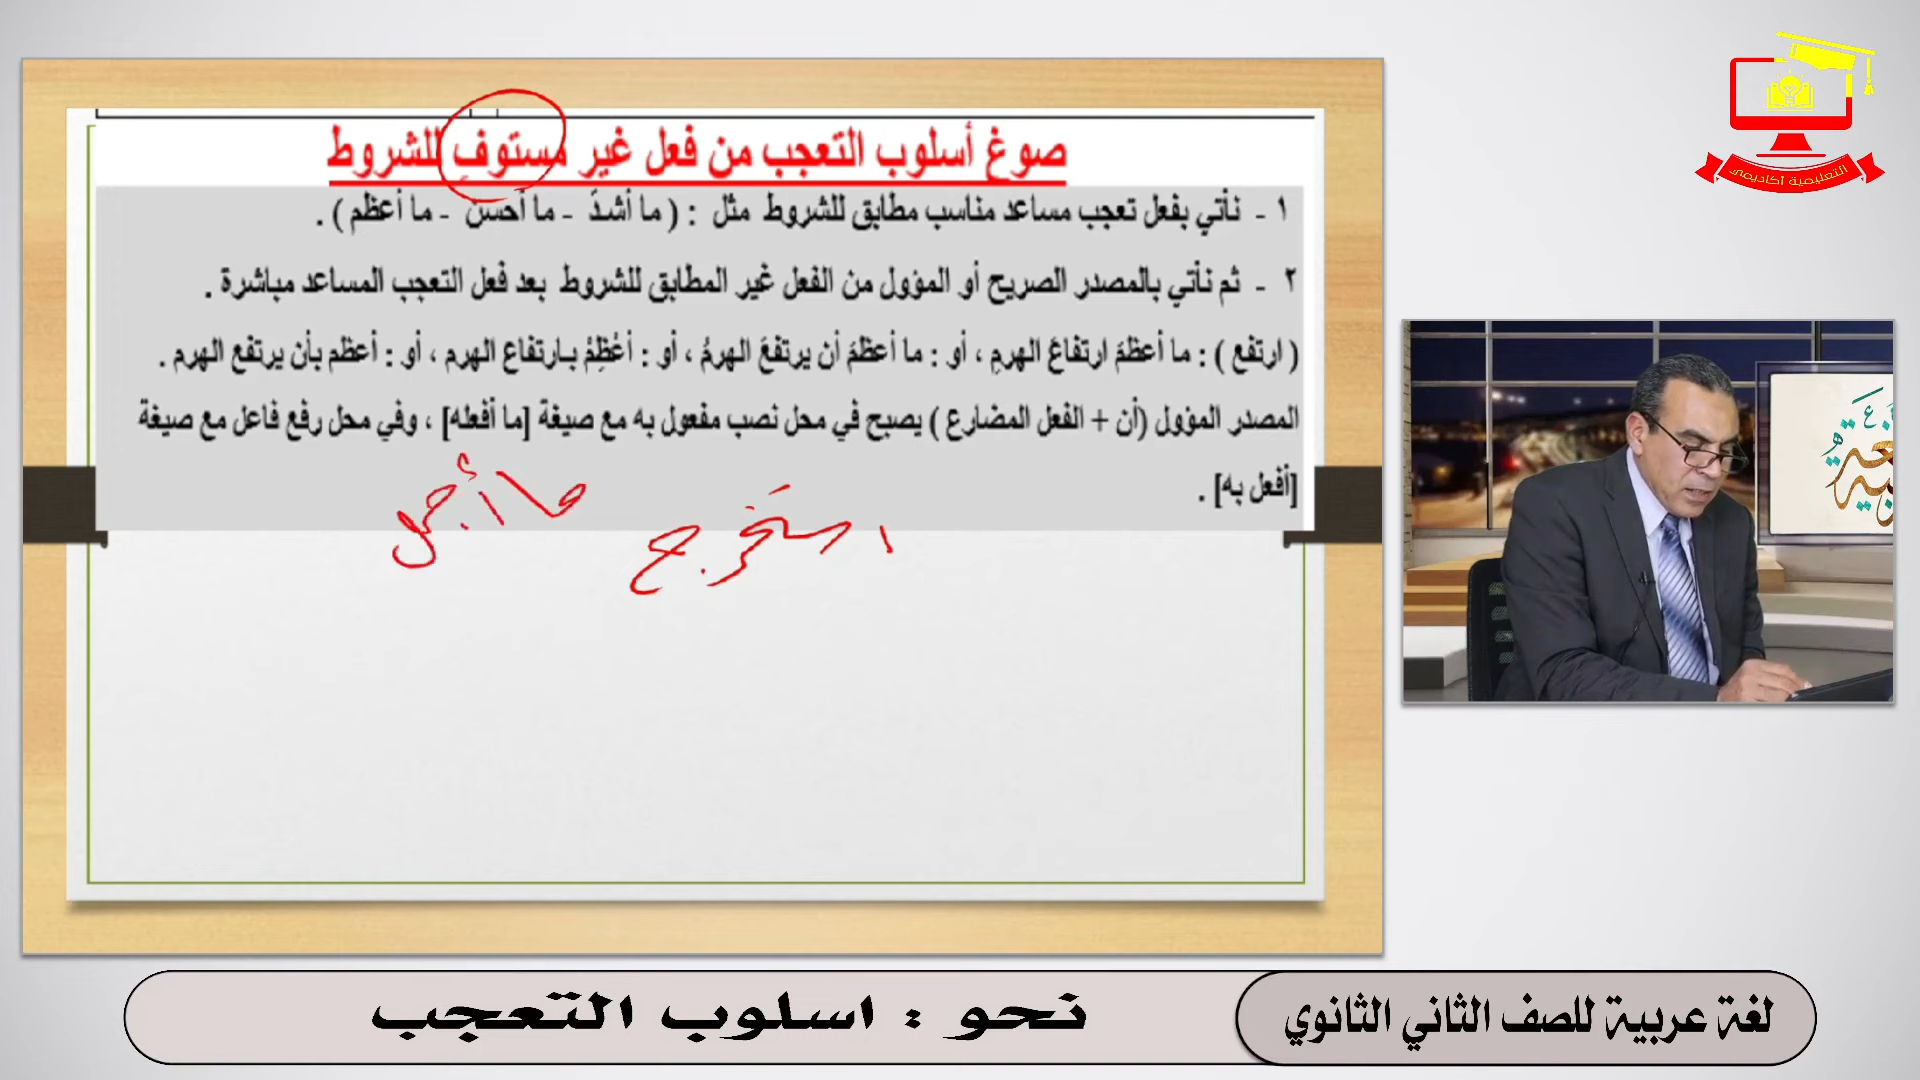 صوغ أسلوب التعجب من فعل غير مستوفِ للشروط
١ - نأتي بفعل تعجب مساعد مناسب مطابق للشروط مثل : ( ما أشدّ - ما أحسن - ما أعظم ) .
٢ - ثم نأتي بالمصدر الصريح أو المؤول من الفعل غير المطابق للشروط بعد فعل التعجب المساعد مباشرة .
( ارتفع ) : ما أعظمَ ارتفاعَ الهرمِ ، أو : ما أعظمَ أن يرتفعَ الهرمُ ، أو : أعْظِمْ بارتفاع الهرم ، أو : أعظم بأن يرتفع الهرم .
المصدر المؤول (أن + الفعل المضارع ) يصبح في محل نصب مفعول به مع صيغة [ما أفعله] ، وفي محل رفع فاعل مع صيغة
[أفعل به] .
استخرج ما أجمل
التعليمية أكاديمي
لغة عربية للصف الثاني الثانوي
نحو : اسلوب التعجب